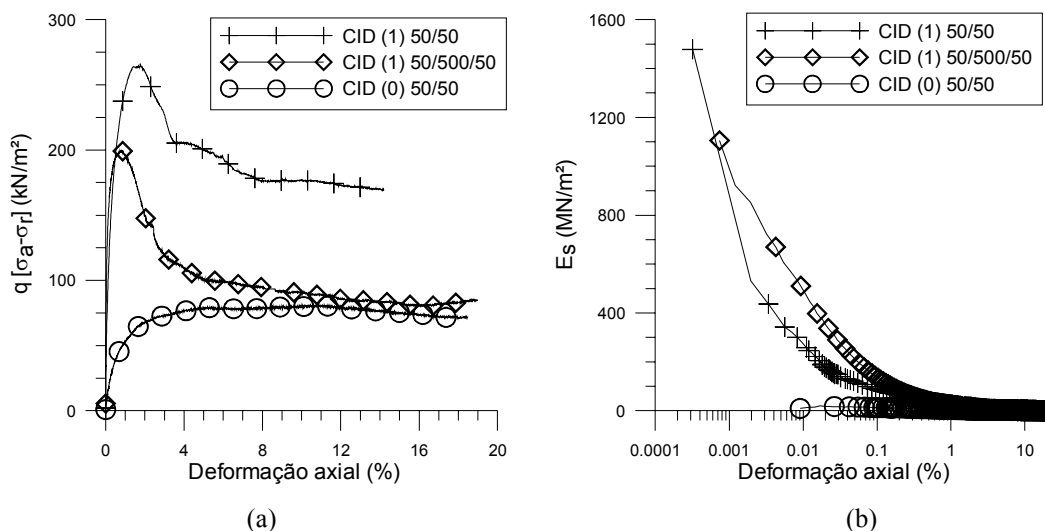 300
200
100
0
q [σa-σr] (kN/m²)
CID (1) 50/50
CID (1) 50/500/50
CID (0) 50/50
0 4 8 12 16 20
Deformação axial (%)
(a)
1600
1200
800
400
0
Es (MN/m²)
CID (1) 50/50
CID (1) 50/500/50
CID (0) 50/50
0.0001 0.001 0.01 0.1 1 10
Deformação axial (%)
(b)